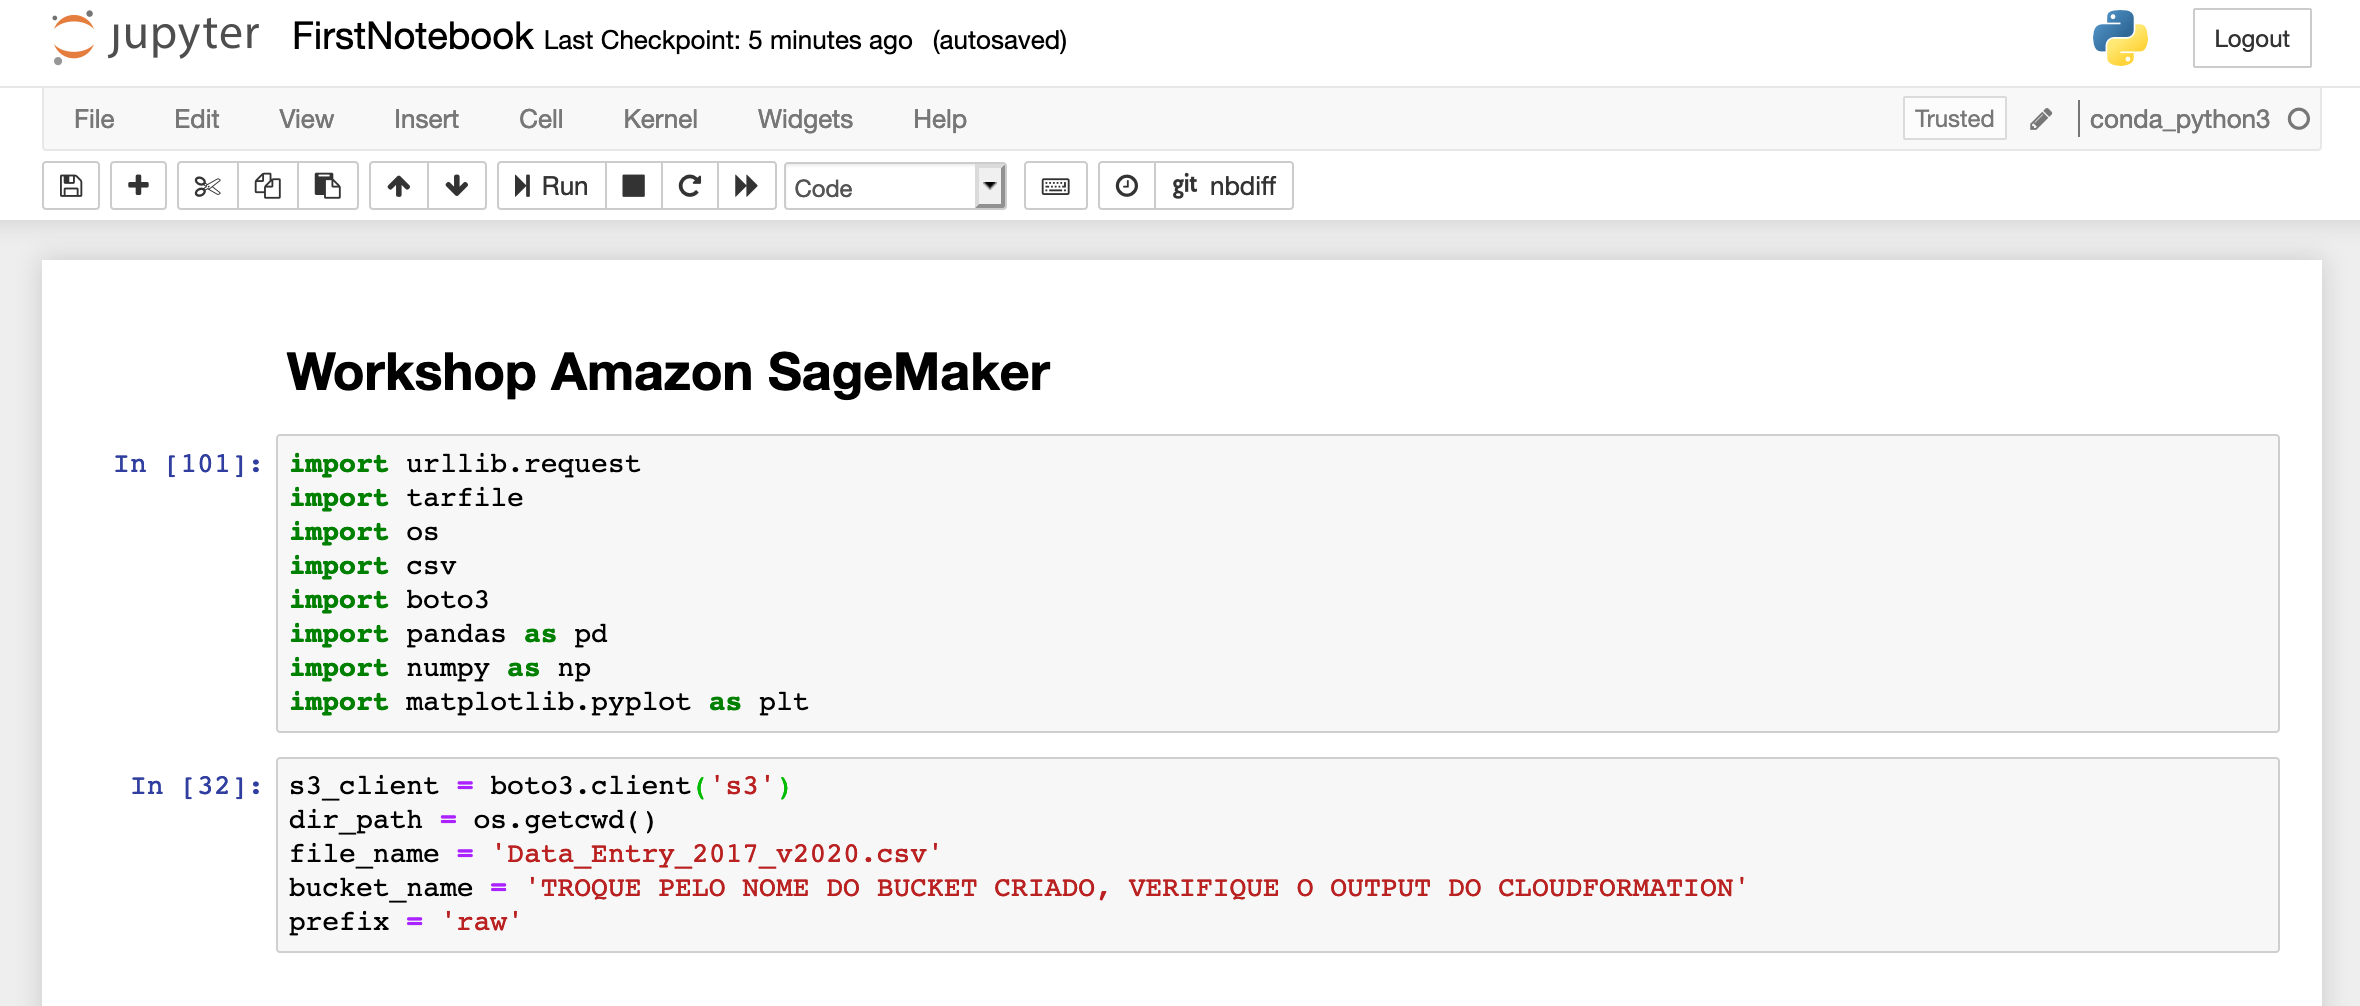 jupyter FirstNotebook Last Checkpoint: 5 minutes ago (autosaved) Logout
File Edit View Insert Cell Kernel Widgets Help Trusted conda_python3
Run Code git nbdiff
Workshop Amazon SageMaker
In [101]: import urllib.request
import tarfile
import os
import csv
import boto3
import pandas as pd
import numpy as np
import matplotlib.pyplot as plt
In [32]: s3_client = boto3.client('s3')
dir_path = os.getcwd()
file_name = 'Data_Entry_2017_v2020.csv'
bucket_name = 'TROQUE PELO NOME DO BUCKET CRIADO, VERIFIQUE O OUTPUT DO CLOUDFORMATION'
prefix = 'raw'